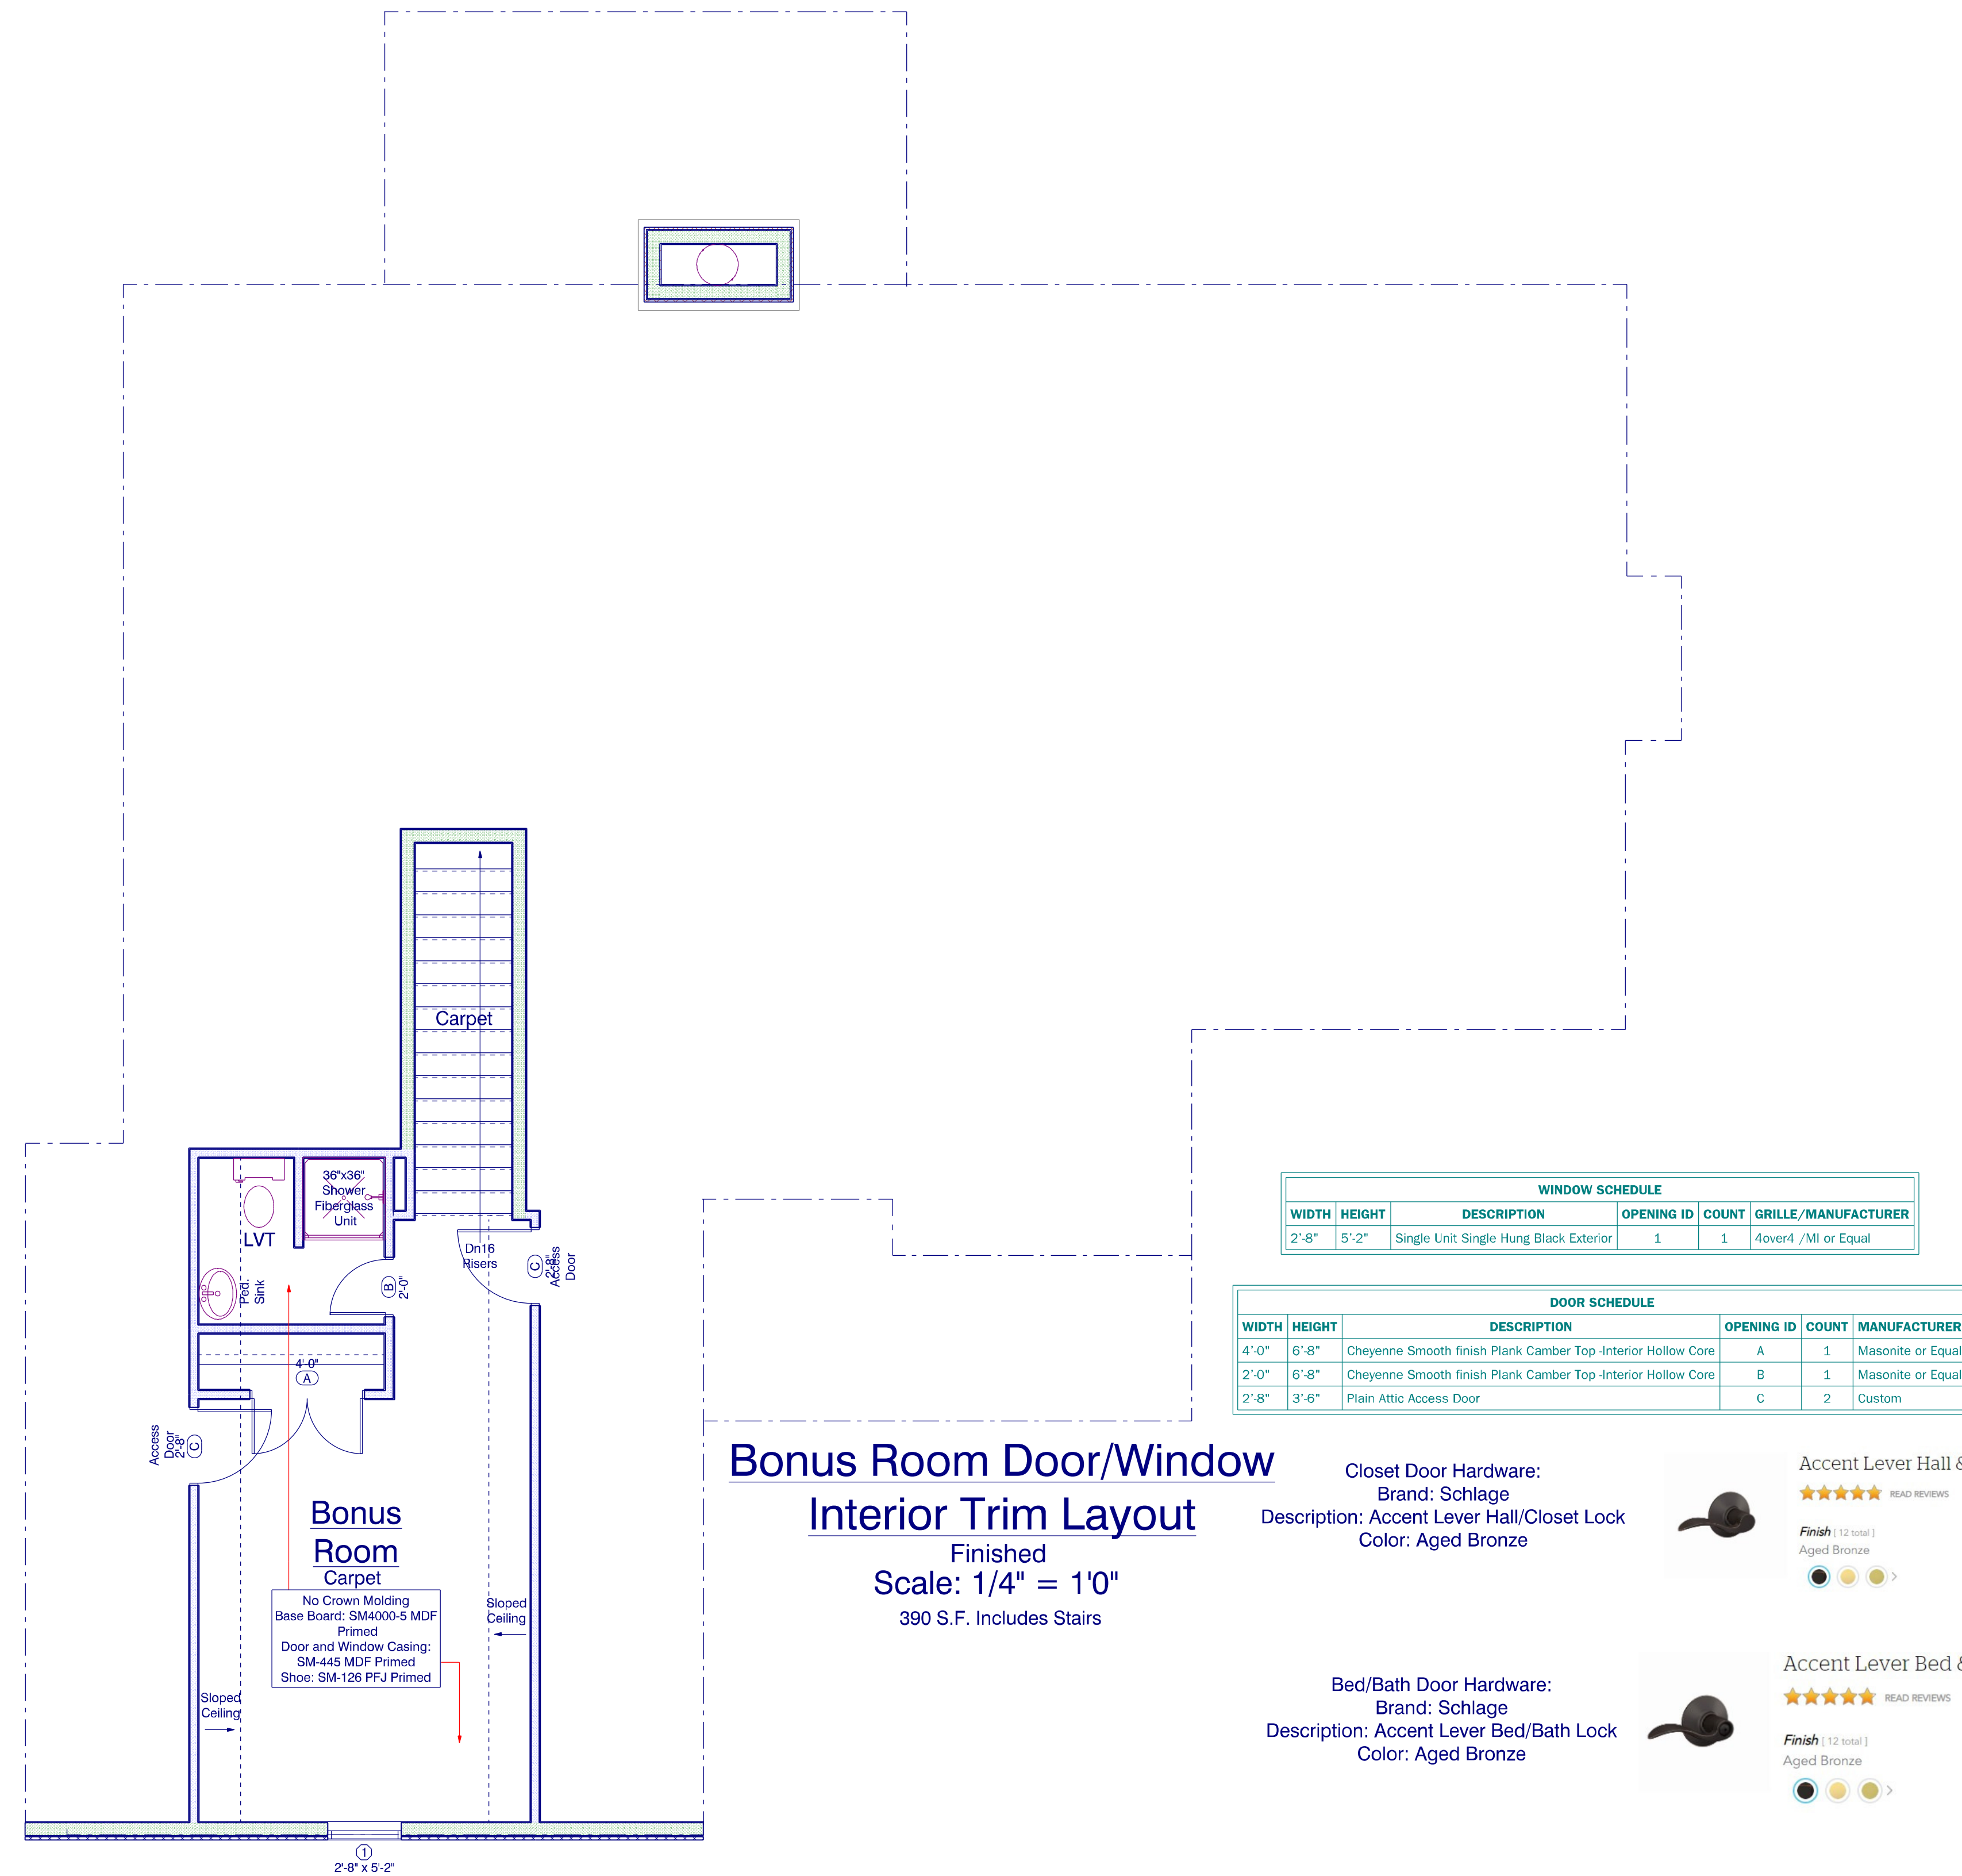 Carpet
36"x36"
Shower
Fiberglass
Unit
LVT
Ped.
Sink
B
2'-0"
Dn16
Risers
C
2'-8"
Access
Door
4'-0"
A
Access
Door
2'-8"
C
Bonus
Room
Carpet
No Crown Molding
Base Board: SM4000-5 MDF
Primed
Door and Window Casing:
SM-445 MDF Primed
Shoe: SM-126 PFJ Primed
Sloped
Ceiling
Sloped
Ceiling
1
2'-8" x 5'-2"
Bonus Room Door/Window
Interior Trim Layout
Finished
Scale: 1/4" = 1'0"
390 S.F. Includes Stairs
WINDOW SCHEDULE
WIDTH HEIGHT DESCRIPTION OPENING ID COUNT GRILLE/MANUFACTURER
2'-8" 5'-2" Single Unit Single Hung Black Exterior 1 1 4over4 /MI or Equal
DOOR SCHEDULE
WIDTH HEIGHT DESCRIPTION OPENING ID COUNT MANUFACTURER
4'-0" 6'-8" Cheyenne Smooth finish Plank Camber Top -Interior Hollow Core A 1 Masonite or Equal
2'-0" 6'-8" Cheyenne Smooth finish Plank Camber Top -Interior Hollow Core B 1 Masonite or Equal
2'-8" 3'-6" Plain Attic Access Door C 2 Custom
Closet Door Hardware:
Brand: Schlage
Description: Accent Lever Hall/Closet Lock
Color: Aged Bronze
Accent Lever Hall &
READ REVIEWS
Finish [ 12 total ]
Aged Bronze
Bed/Bath Door Hardware:
Brand: Schlage
Description: Accent Lever Bed/Bath Lock
Color: Aged Bronze
Accent Lever Bed &
READ REVIEWS
Finish [ 12 total ]
Aged Bronze